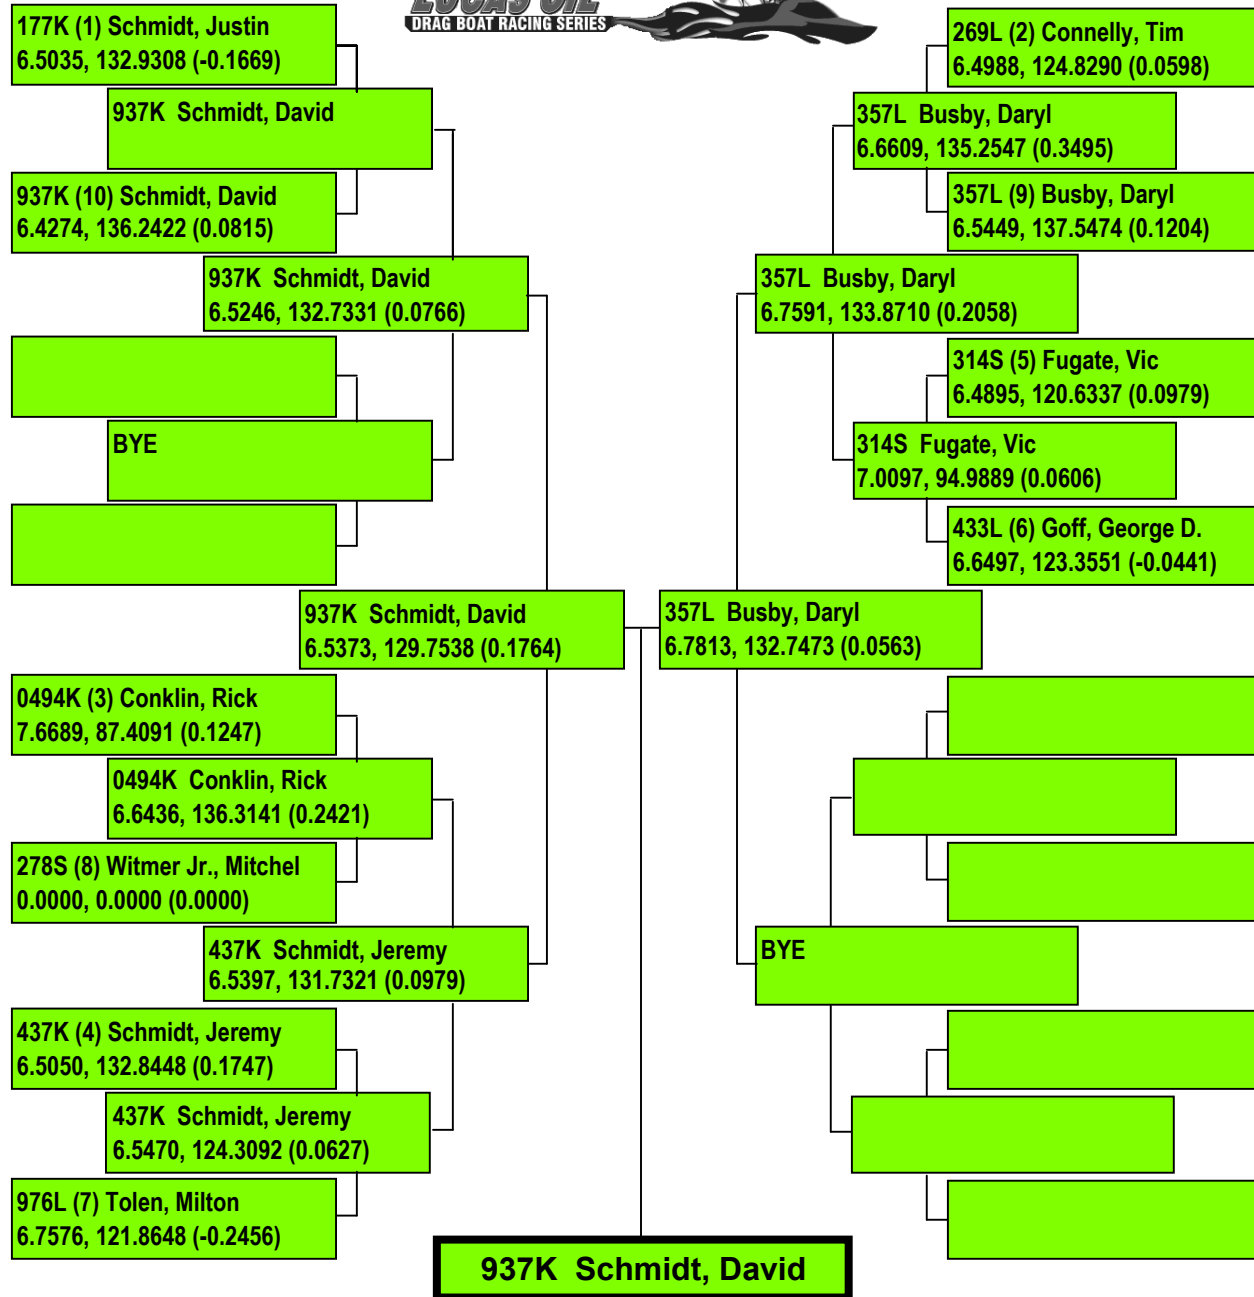 LUCAS OIL
DRAG BOAT RACING SERIES
177K (1) Schmidt, Justin
6.5035, 132.9308 (-0.1669)
937K  Schmidt, David
937K (10) Schmidt, David
6.4274, 136.2422 (0.0815)
937K  Schmidt, David
6.5246, 132.7331 (0.0766)
BYE
937K  Schmidt, David
6.5373, 129.7538 (0.1764)
0494K (3) Conklin, Rick
7.6689, 87.4091 (0.1247)
0494K  Conklin, Rick
6.6436, 136.3141 (0.2421)
278S (8) Witmer Jr., Mitchel
0.0000, 0.0000 (0.0000)
437K  Schmidt, Jeremy
6.5397, 131.7321 (0.0979)
437K (4) Schmidt, Jeremy
6.5050, 132.8448 (0.1747)
437K  Schmidt, Jeremy
6.5470, 124.3092 (0.0627)
976L (7) Tolen, Milton
6.7576, 121.8648 (-0.2456)
269L (2) Connelly, Tim
6.4988, 124.8290 (0.0598)
357L  Busby, Daryl
6.6609, 135.2547 (0.3495)
357L (9) Busby, Daryl
6.5449, 137.5474 (0.1204)
357L  Busby, Daryl
6.7591, 133.8710 (0.2058)
314S (5) Fugate, Vic
6.4895, 120.6337 (0.0979)
314S  Fugate, Vic
7.0097, 94.9889 (0.0606)
433L (6) Goff, George D.
6.6497, 123.3551 (-0.0441)
357L  Busby, Daryl
6.7813, 132.7473 (0.0563)
BYE
937K  Schmidt, David